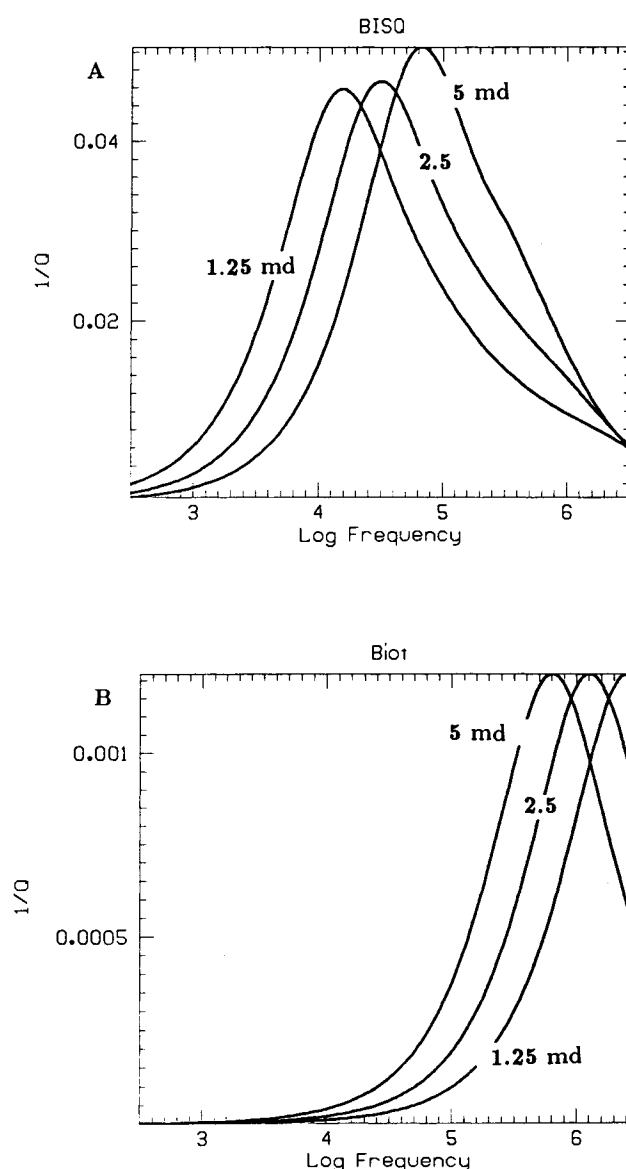 BISQ
A
5 md
0.04
2.5
1.25 md
1/Q
0.02
3 4 5 6
Log Frequency
Biot
B
5 md
0.001
2.5
1/Q
0.0005
1.25 md
3 4 5 6
Log Frequency